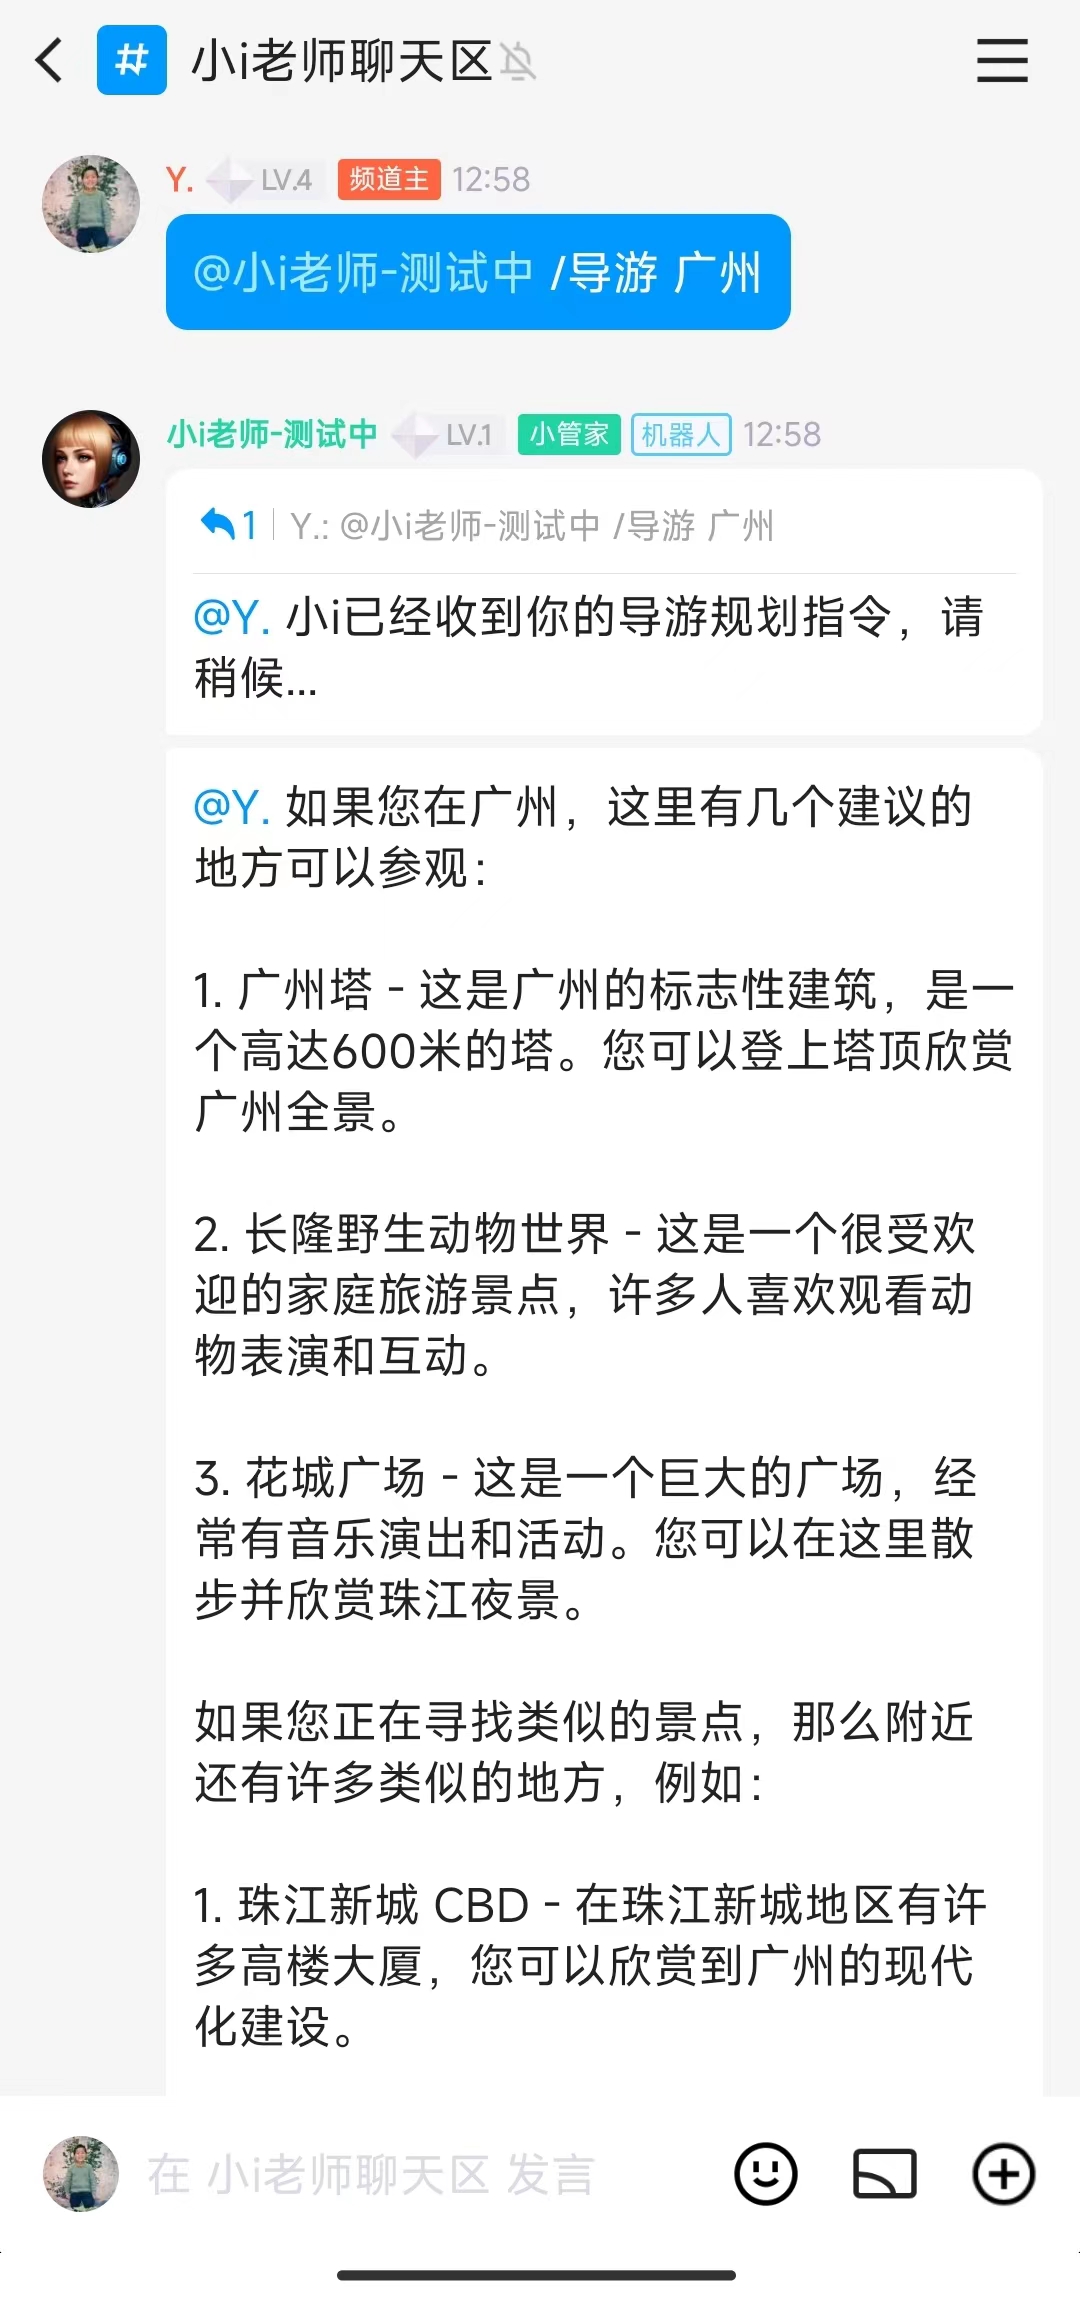 小i老师聊天区
Y. LV.4 频道主 12:58
@小i老师-测试中 /导游 广州
小i老师-测试中 LV.1 小管家 机器人 12:58
1 Y.: @小i老师-测试中 /导游 广州
@Y. 小i已经收到你的导游规划指令，请
稍候...
@Y. 如果您在广州，这里有几个建议的
地方可以参观：
1. 广州塔 - 这是广州的标志性建筑，是一
个高达600米的塔。您可以登上塔顶欣赏
广州全景。
2. 长隆野生动物世界 - 这是一个很受欢
迎的家庭旅游景点，许多人喜欢观看动
物表演和互动。
3. 花城广场 - 这是一个巨大的广场，经
常有音乐演出和活动。您可以在这里散
步并欣赏珠江夜景。
如果您正在寻找类似的景点，那么附近
还有许多类似的地方，例如：
1. 珠江新城 CBD - 在珠江新城地区有许
多高楼大厦，您可以欣赏到广州的现代
化建设。
在 小i老师聊天区 发言